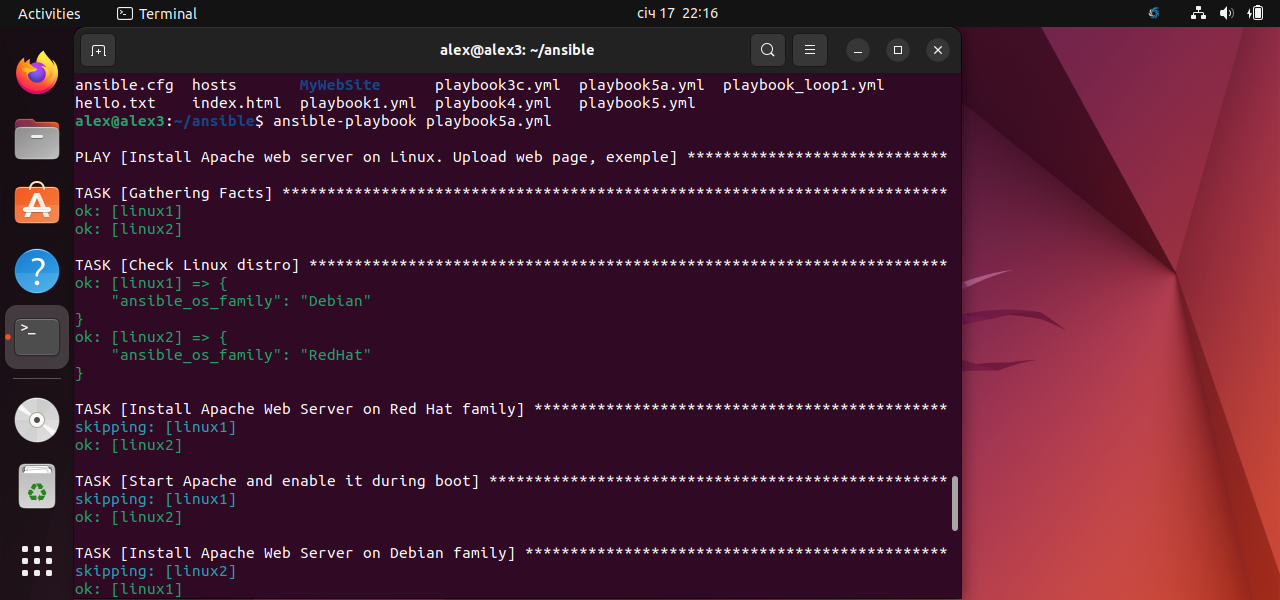 Activities Terminal січ 17 22:16
alex@alex3: ~/ansible
ansible.cfg hosts MyWebSite playbook3c.yml playbook5a.yml playbook_loop1.yml
hello.txt index.html playbook1.yml playbook4.yml playbook5.yml
alex@alex3:~/ansible$ ansible-playbook playbook5a.yml
PLAY [Install Apache web server on Linux. Upload web page, exemple] *****************************
TASK [Gathering Facts] **************************************************************************
ok: [linux1]
ok: [linux2]
TASK [Check Linux distro] ***********************************************************************
ok: [linux1] => {
    "ansible_os_family": "Debian"
}
ok: [linux2] => {
    "ansible_os_family": "RedHat"
}
TASK [Install Apache Web Server on Red Hat family] **********************************************
skipping: [linux1]
ok: [linux2]
TASK [Start Apache and enable it during boot] ***************************************************
skipping: [linux1]
ok: [linux2]
TASK [Install Apache Web Server on Debian family] ***********************************************
skipping: [linux2]
ok: [linux1]